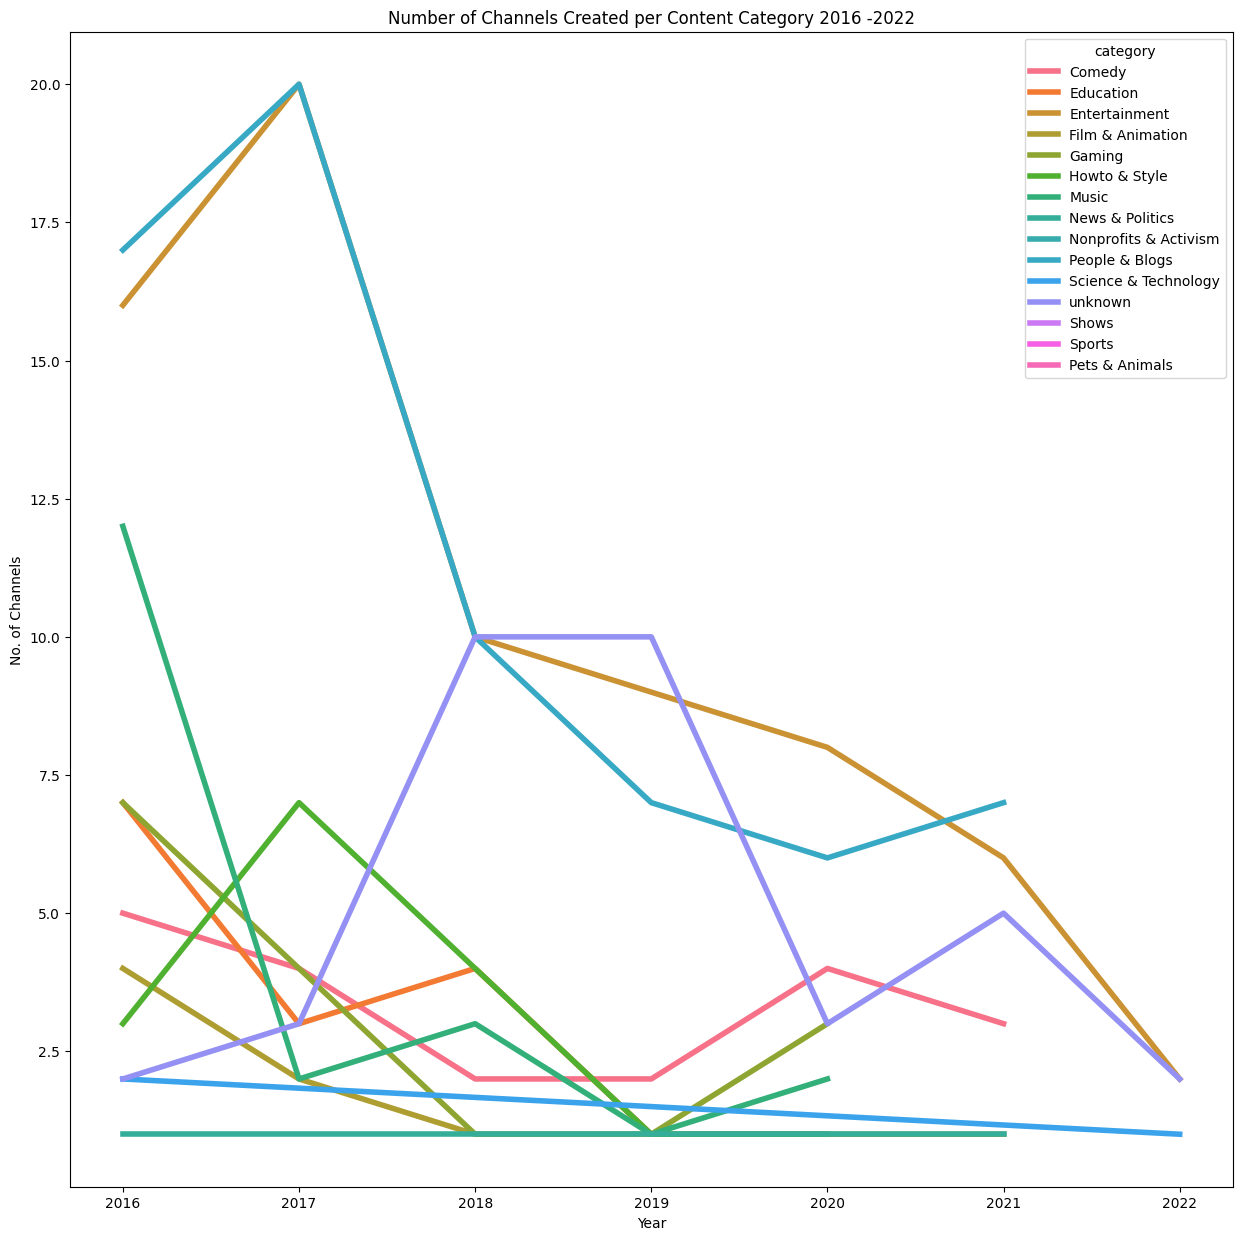 Number of Channels Created per Content Category 2016 -2022
category
Comedy
Education
Entertainment
Film & Animation
Gaming
Howto & Style
Music
News & Politics
Nonprofits & Activism
People & Blogs
Science & Technology
unknown
Shows
Sports
Pets & Animals
No. of Channels
20.0
17.5
15.0
12.5
10.0
7.5
5.0
2.5
2016 2017 2018 2019 2020 2021 2022
Year